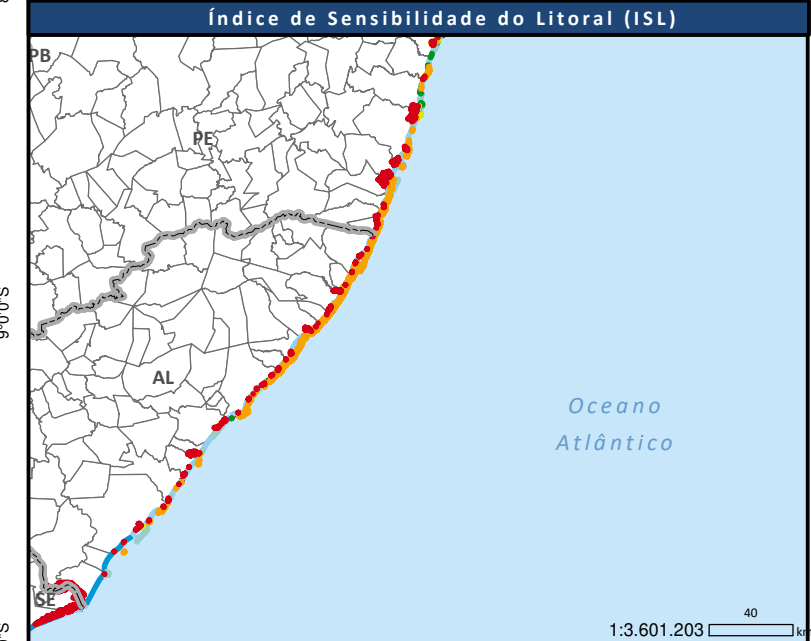 Índice de Sensibilidade do Litoral (ISL)
PB
PE
9°0'0"S
AL
Oceano
Atlântico
SE
40
1:3.601.203